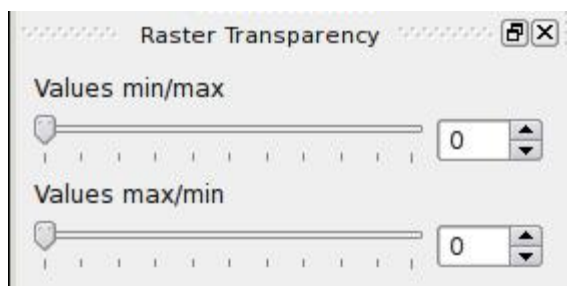 Raster Transparency
Values min/max
0
Values max/min
0